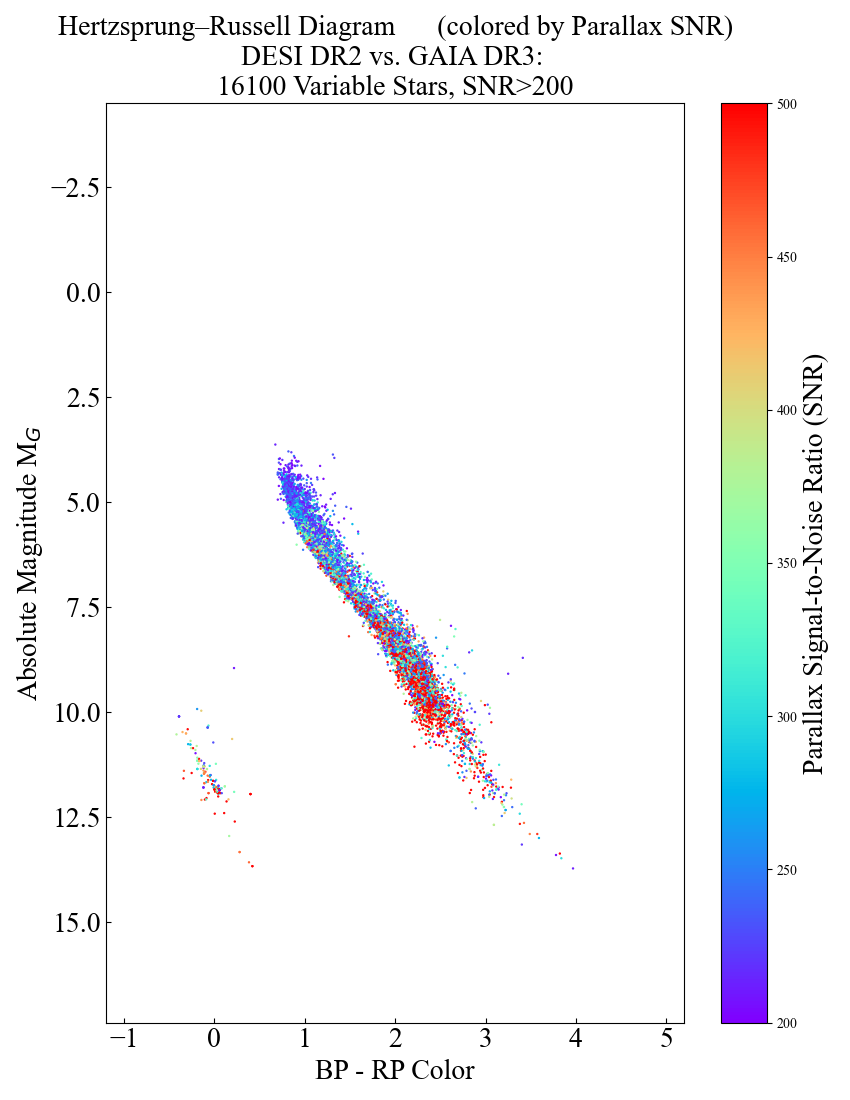 Hertzsprung–Russell Diagram (colored by Parallax SNR)
DESI DR2 vs. GAIA DR3:
16100 Variable Stars, SNR>200
Absolute Magnitude M_G
−2.5
0.0
2.5
5.0
7.5
10.0
12.5
15.0
−1 0 1 2 3 4 5
BP - RP Color
500
450
400
350
300
250
200
Parallax Signal-to-Noise Ratio (SNR)